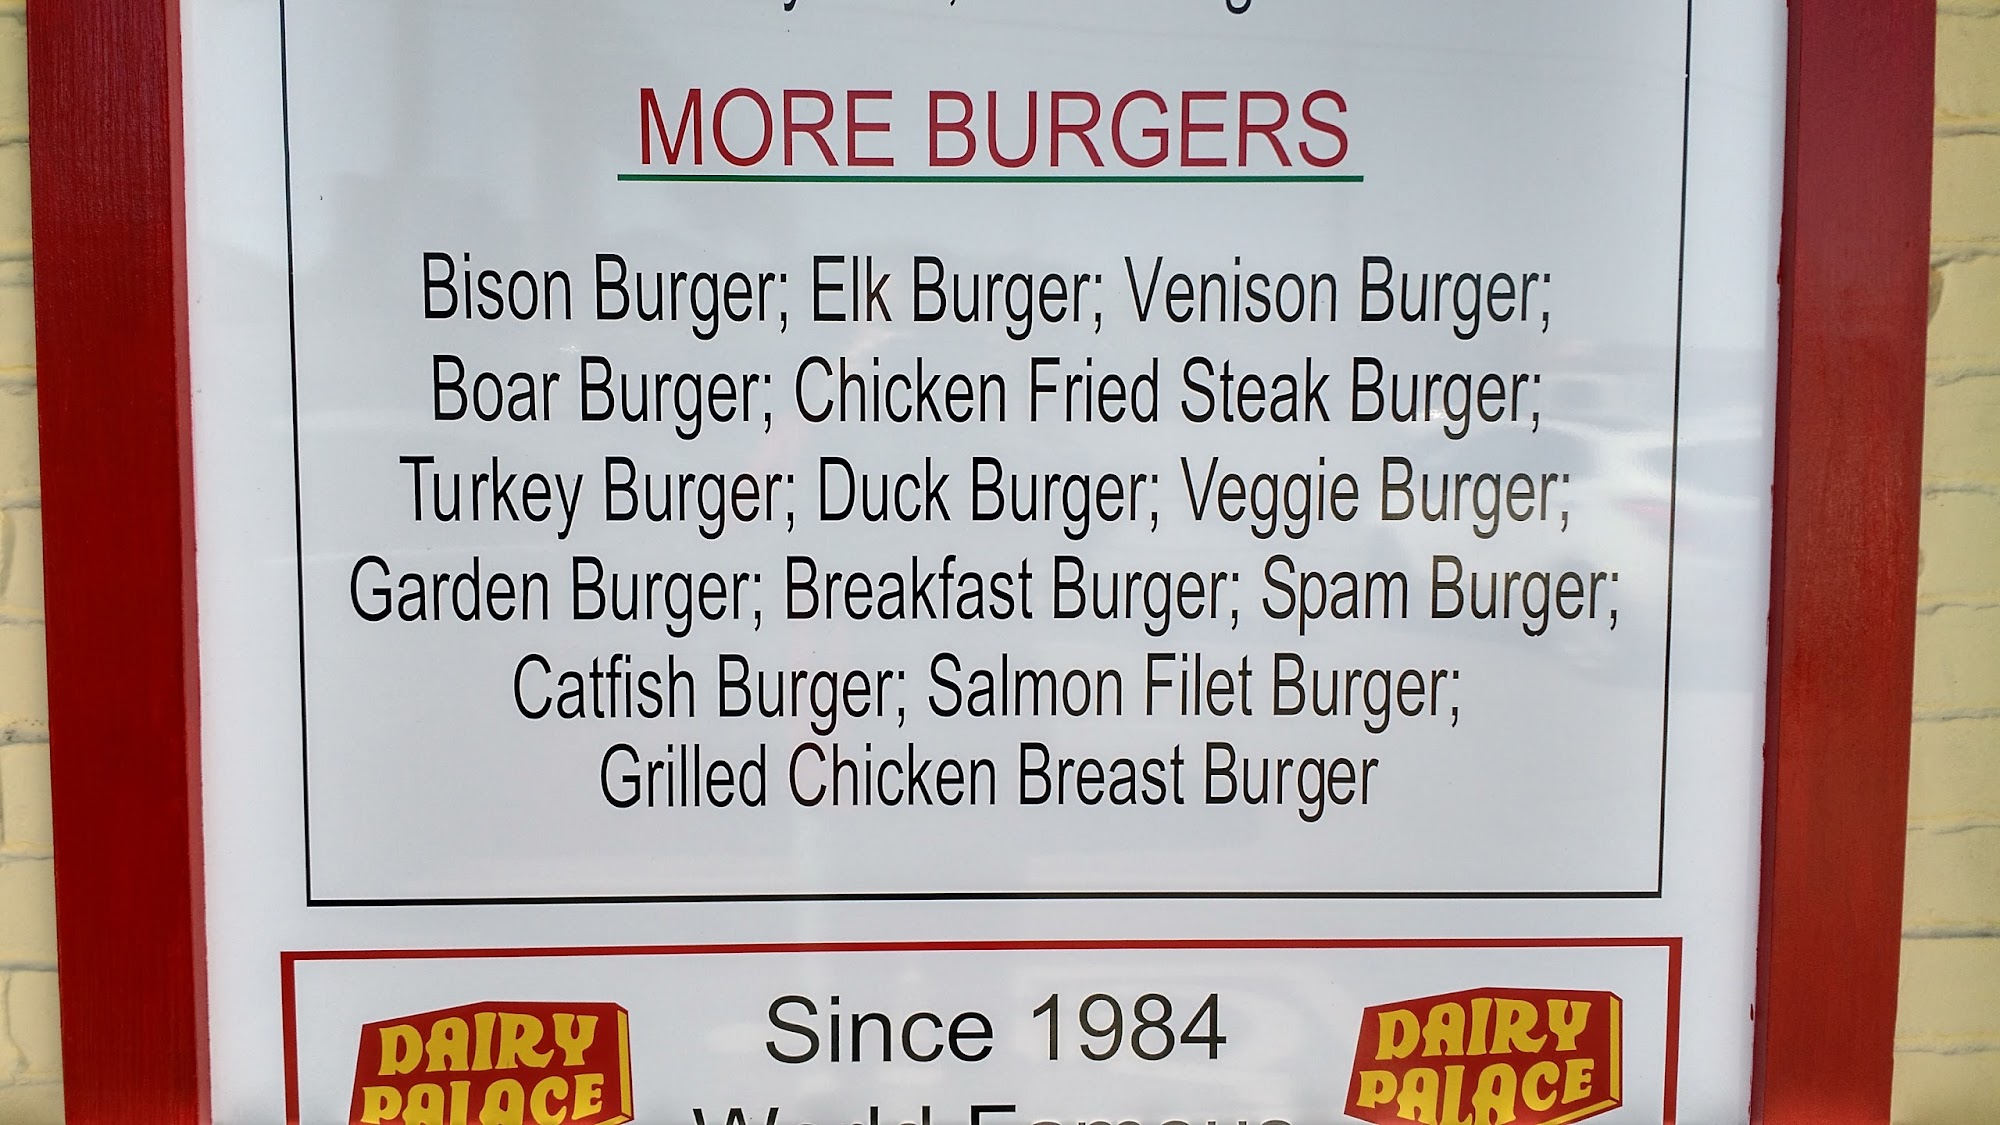 MORE BURGERS
Bison Burger; Elk Burger; Venison Burger;
Boar Burger; Chicken Fried Steak Burger;
Turkey Burger; Duck Burger; Veggie Burger;
Garden Burger; Breakfast Burger; Spam Burger;
Catfish Burger; Salmon Filet Burger;
Grilled Chicken Breast Burger
DAIRY
PALACE
Since 1984
World Famous
DAIRY
PALACE